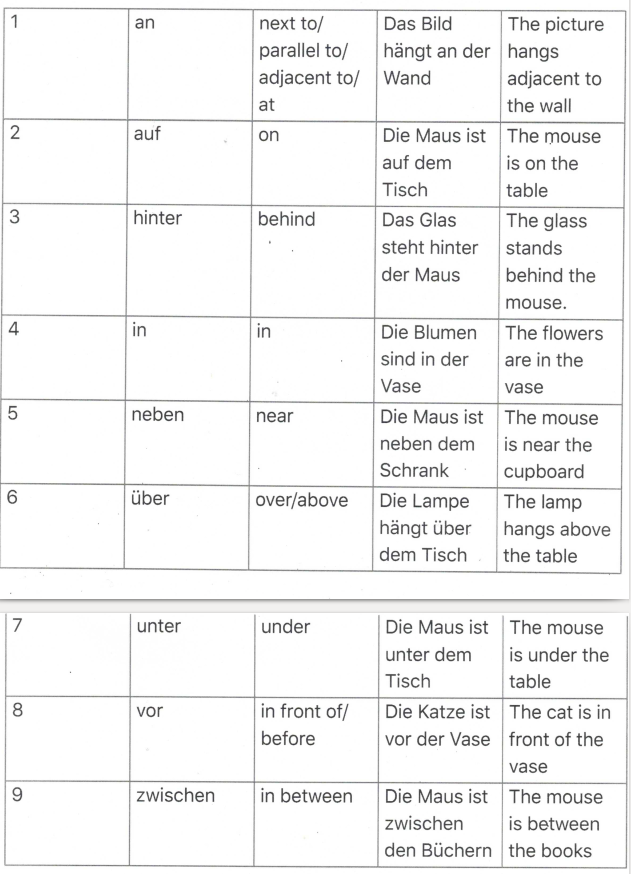 1 an next to/ Das Bild The picture
parallel to/ hängt an der hangs
adjacent to/ Wand adjacent to
at the wall
2 auf on Die Maus ist The mouse
auf dem is on the
Tisch table
3 hinter behind Das Glas The glass
steht hinter stands
der Maus behind the
mouse.
4 in in Die Blumen The flowers
sind in der are in the
Vase vase
5 neben near Die Maus ist The mouse
neben dem is near the
Schrank cupboard
6 über over/above Die Lampe The lamp
hängt über hangs above
dem Tisch the table
7 unter under Die Maus ist The mouse
unter dem is under the
Tisch table
8 vor in front of/ Die Katze ist The cat is in
before vor der Vase front of the
vase
9 zwischen in between Die Maus ist The mouse
zwischen is between
den Büchern the books